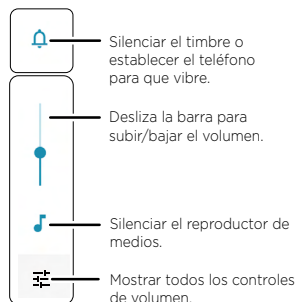 Silenciar el timbre o
establecer el teléfono
para que vibre.
Desliza la barra para
subir/bajar el volumen.
Silenciar el reproductor de
medios.
Mostrar todos los controles
de volumen.